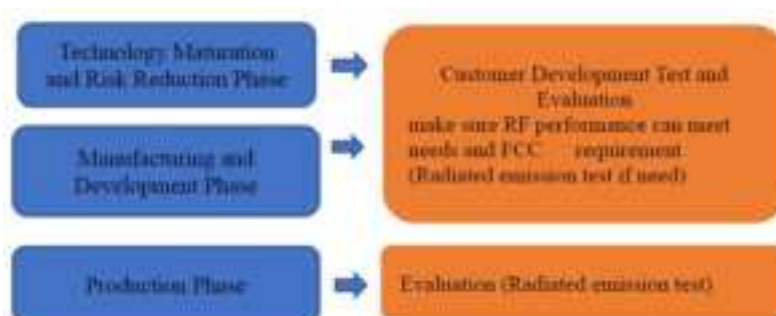 Technology Maturation
and Risk Reduction Phase
Customer Development Test and
Evaluation
make sure RF performance can meet
needs and FCC requirement
(Radiated emission test if need)
Manufacturing and
Development Phase
Production Phase
Evaluation (Radiated emission test)